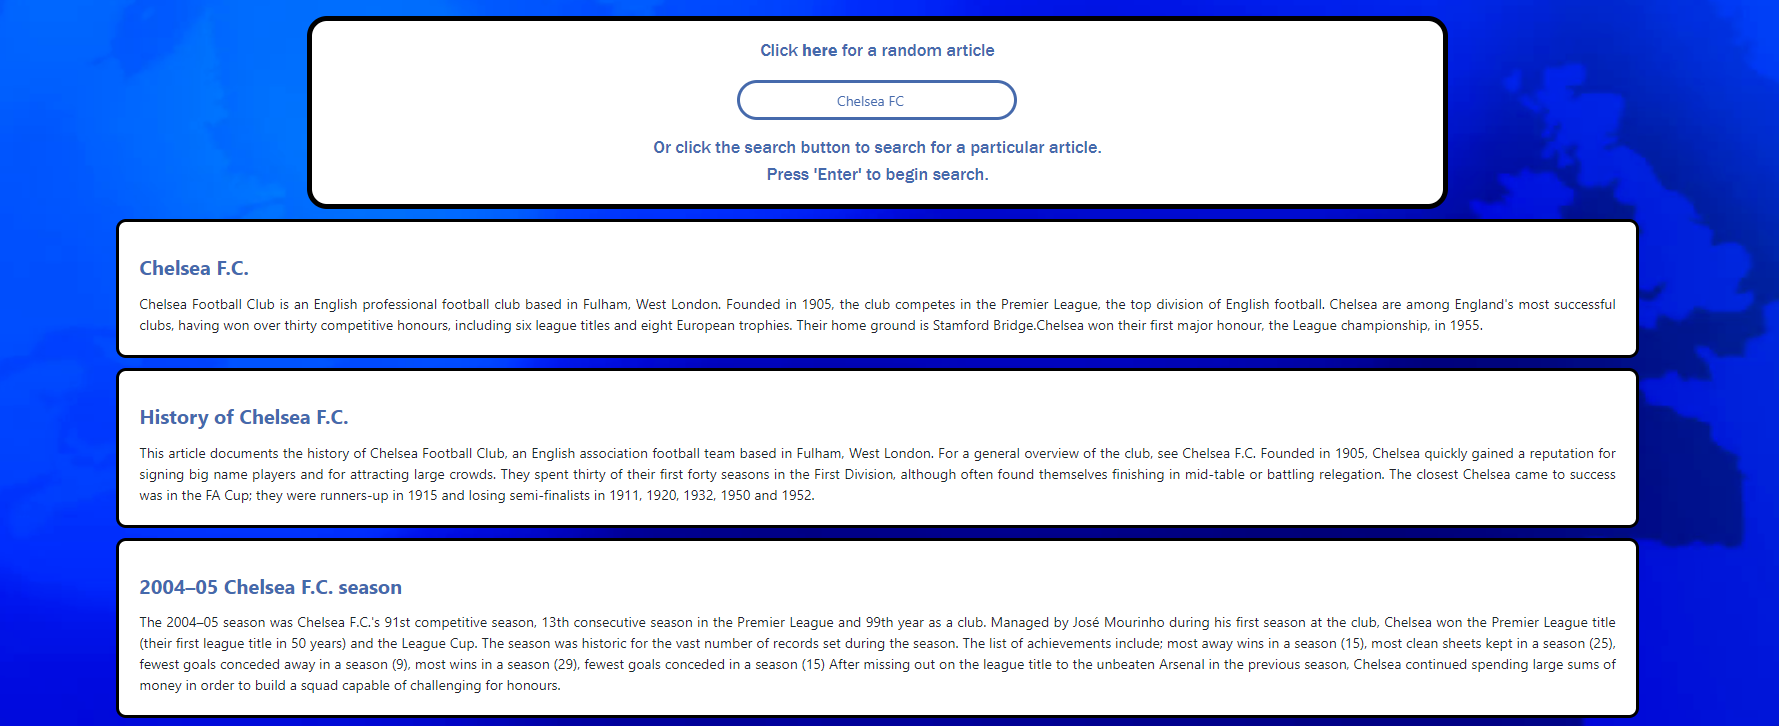 Click here for a random article
Chelsea FC
Or click the search button to search for a particular article.
Press 'Enter' to begin search.
Chelsea F.C.
Chelsea Football Club is an English professional football club based in Fulham, West London. Founded in 1905, the club competes in the Premier League, the top division of English football. Chelsea are among England's most successful
clubs, having won over thirty competitive honours, including six league titles and eight European trophies. Their home ground is Stamford Bridge.Chelsea won their first major honour, the League championship, in 1955.
History of Chelsea F.C.
This article documents the history of Chelsea Football Club, an English association football team based in Fulham, West London. For a general overview of the club, see Chelsea F.C. Founded in 1905, Chelsea quickly gained a reputation for
signing big name players and for attracting large crowds. They spent thirty of their first forty seasons in the First Division, although often found themselves finishing in mid-table or battling relegation. The closest Chelsea came to success
was in the FA Cup; they were runners-up in 1915 and losing semi-finalists in 1911, 1920, 1932, 1950 and 1952.
2004–05 Chelsea F.C. season
The 2004–05 season was Chelsea F.C.'s 91st competitive season, 13th consecutive season in the Premier League and 99th year as a club. Managed by José Mourinho during his first season at the club, Chelsea won the Premier League title
(their first league title in 50 years) and the League Cup. The season was historic for the vast number of records set during the season. The list of achievements include; most away wins in a season (15), most clean sheets kept in a season (25),
fewest goals conceded away in a season (9), most wins in a season (29), fewest goals conceded in a season (15) After missing out on the league title to the unbeaten Arsenal in the previous season, Chelsea continued spending large sums of
money in order to build a squad capable of challenging for honours.